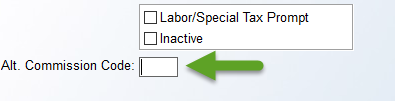 Labor/Special Tax Prompt
Inactive
Alt. Commission Code: